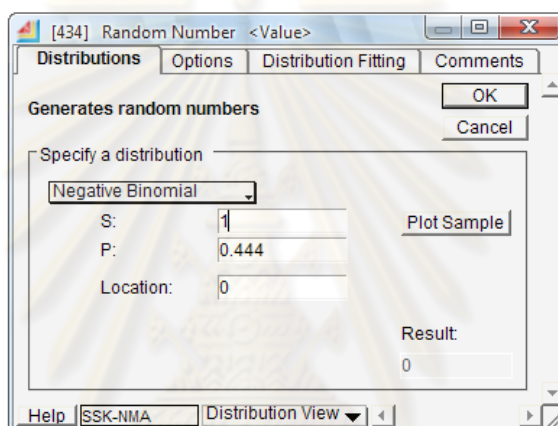 [434] Random Number <Value>
Distributions Options Distribution Fitting Comments
Generates random numbers
OK
Cancel
Specify a distribution
Negative Binomial
S: 1
Plot Sample
P: 0.444
Location: 0
Result:
0
Help SSK-NMA Distribution View